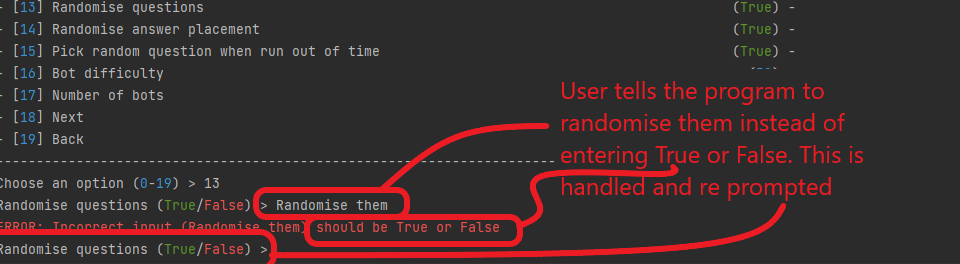 - [13] Randomise questions (True) -
- [14] Randomise answer placement (True) -
- [15] Pick random question when run out of time (True) -
- [16] Bot difficulty
- [17] Number of bots
- [18] Next
- [19] Back
Choose an option (0-19) > 13
Randomise questions (True/False) > Randomise them
ERROR: Incorrect input (Randomise them) should be True or False
Randomise questions (True/False) >
User tells the program to
randomise them instead of
entering True or False. This is
handled and re prompted